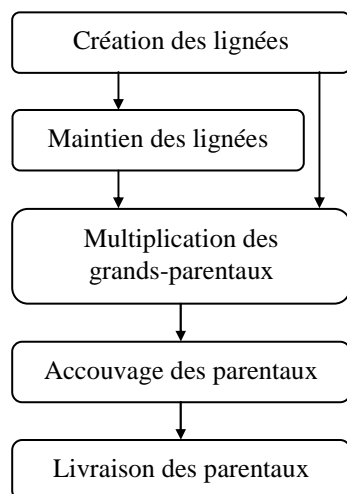 Création des lignées
Maintien des lignées
Multiplication des
grands-parentaux
Accouvage des parentaux
Livraison des parentaux